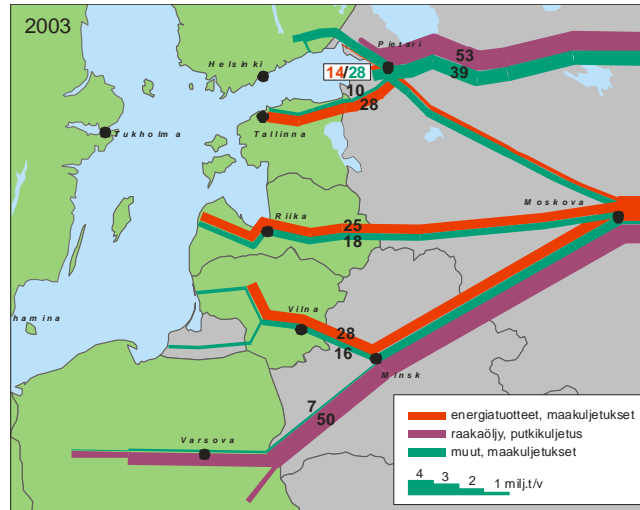 2003
Pietari
Helsinki
53
14/28
39
10
28
Tukholma
Tallinna
Moskova
Riika
25
18
hamina
Vilna
28
16
Minsk
7
50
Varsova
energiatuotteet, maakuljetukset
raakaöljy, putkikuljetus
muut, maakuljetukset
4 3 2 1 milj.t/v